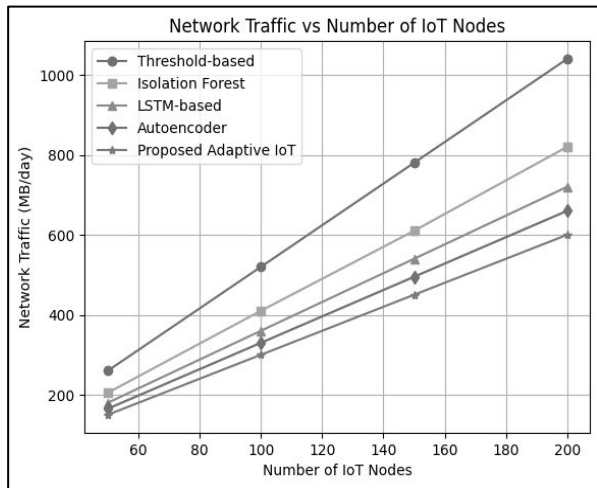 Network Traffic vs Number of IoT Nodes
Threshold-based
Isolation Forest
LSTM-based
Autoencoder
Proposed Adaptive IoT
Network Traffic (MB/day)
1000
800
600
400
200
60 80 100 120 140 160 180 200
Number of IoT Nodes